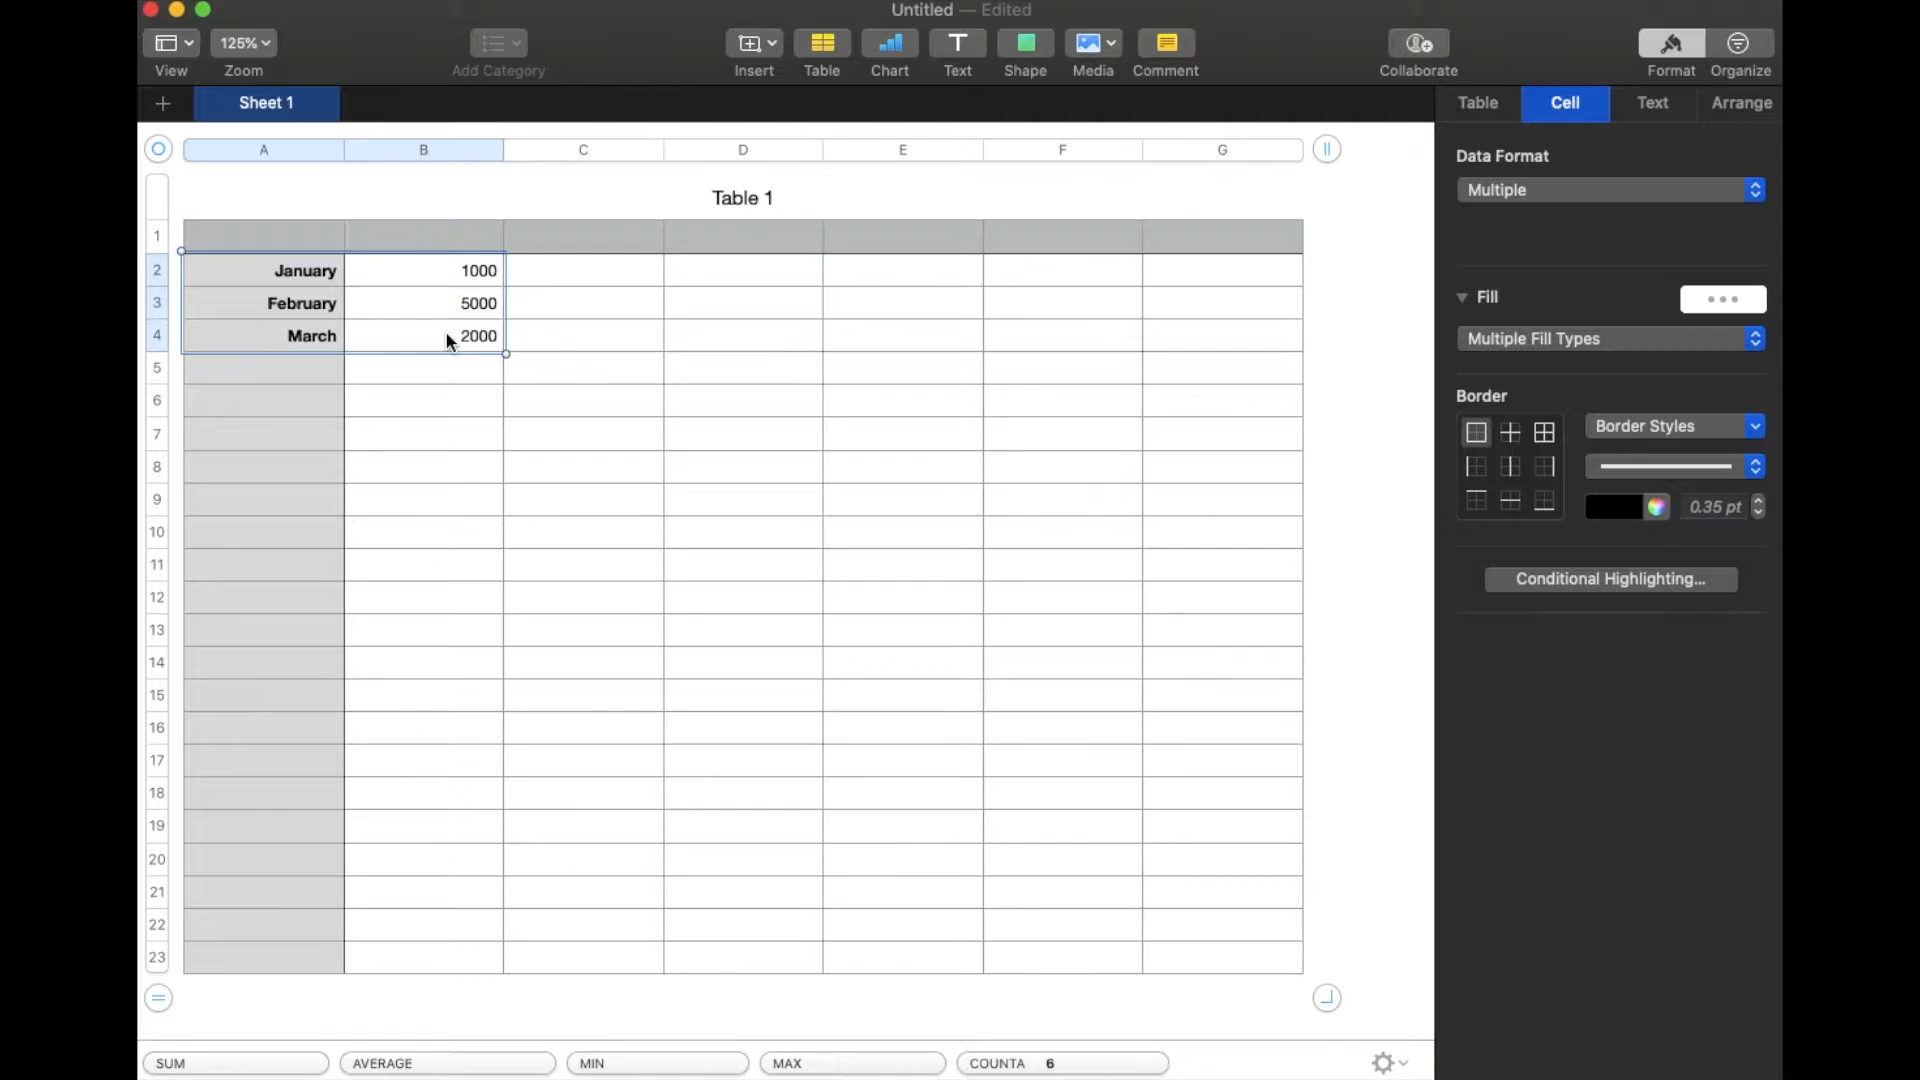 Untitled — Edited
125%
View
Zoom
Add Category
Insert
Table
Chart
Text
Shape
Media
Comment
Collaborate
Format
Organize
Sheet 1
Table
Cell
Text
Arrange
A B C D E F G
Table 1
1
2 January 1000
3 February 5000
4 March 2000
5
6
7
8
9
10
11
12
13
14
15
16
17
18
19
20
21
22
23
Data Format
Multiple
Fill
Multiple Fill Types
Border
Border Styles
0.35 pt
Conditional Highlighting...
SUM
AVERAGE
MIN
MAX
COUNTA 6